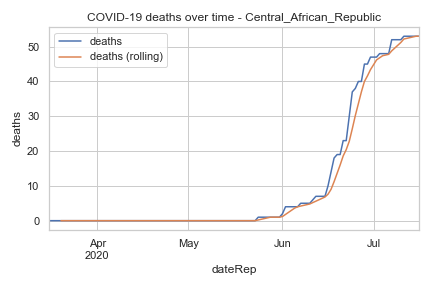 COVID-19 deaths over time - Central_African_Republic
deaths
deaths (rolling)
deaths
50
40
30
20
10
0
Apr
2020
May
Jun
Jul
dateRep